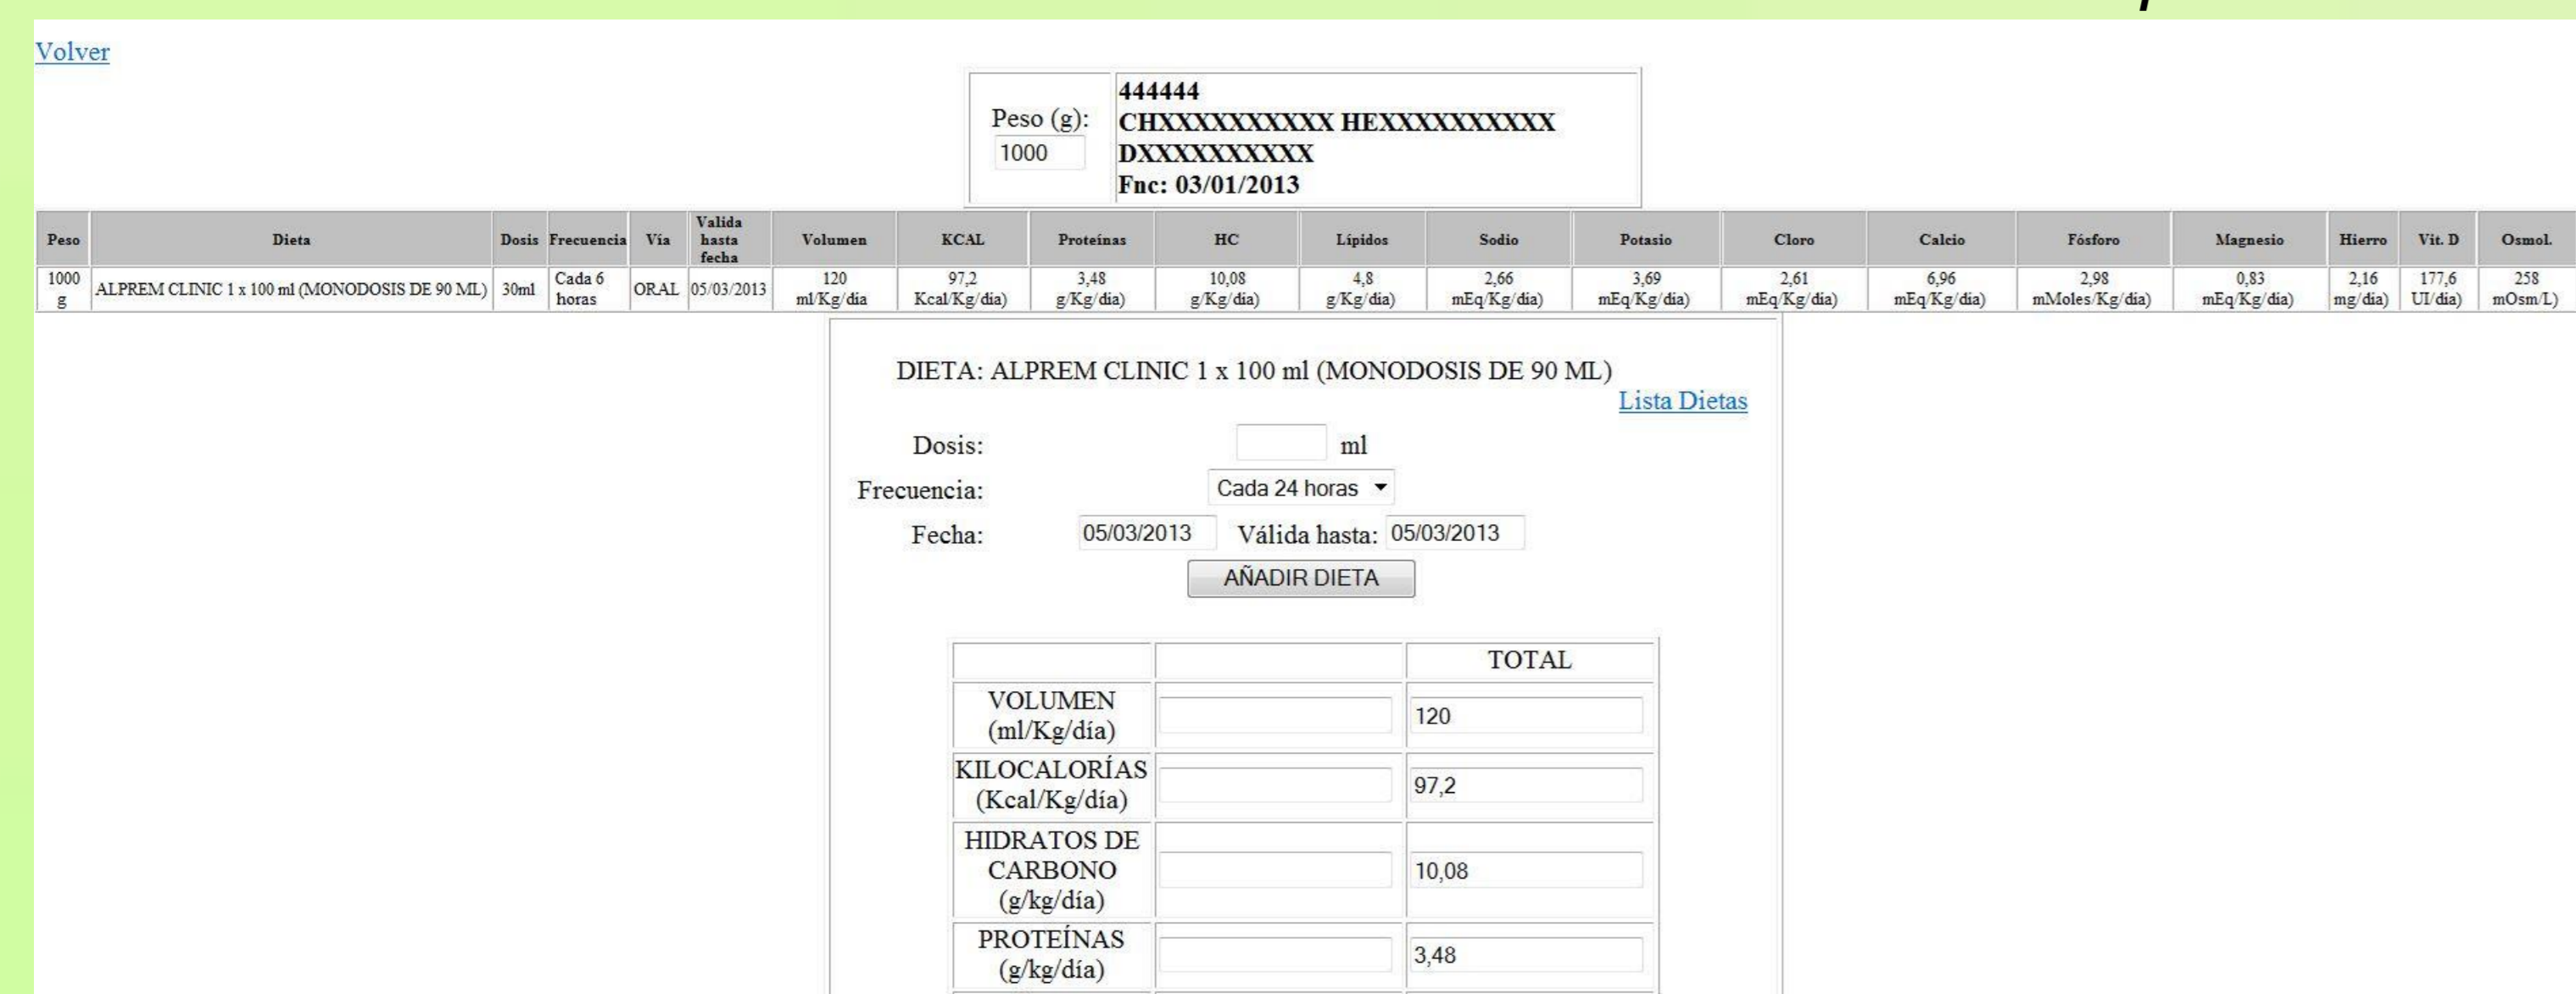 Volver
Peso (g):
1000
444444
CHXXXXXXXXXX HEXXXXXXXXXX
DXXXXXXXXXX
Fnc: 03/01/2013
Peso Dieta Dosis Frecuencia Vía Valida hasta fecha Volumen KCAL Proteínas HC Lípidos Sodio Potasio Cloro Calcio Fósforo Magnesio Hierro Vit. D Osmol.
1000 g ALPREM CLINIC 1 x 100 ml (MONODOSIS DE 90 ML) 30ml Cada 6 horas ORAL 05/03/2013 120 ml/Kg/día 97,2 Kcal/Kg/día) 3,48 g/Kg/día) 10,08 g/Kg/día) 4,8 g/Kg/día) 2,66 mEq/Kg/día) 3,69 mEq/Kg/día) 2,61 mEq/Kg/día) 6,96 mEq/Kg/día) 2,98 mMoles/Kg/día) 0,83 mEq/Kg/día) 2,16 mg/día) 177,6 UI/día) 258 mOsm/L)
DIETA: ALPREM CLINIC 1 x 100 ml (MONODOSIS DE 90 ML)
Lista Dietas
Dosis: ml
Frecuencia: Cada 24 horas
Fecha: 05/03/2013 Válida hasta: 05/03/2013
AÑADIR DIETA
TOTAL
VOLUMEN
(ml/Kg/día)
120
KILOCALORÍAS
(Kcal/Kg/día)
97,2
HIDRATOS DE
CARBONO
(g/kg/día)
10,08
PROTEÍNAS
(g/kg/día)
3,48